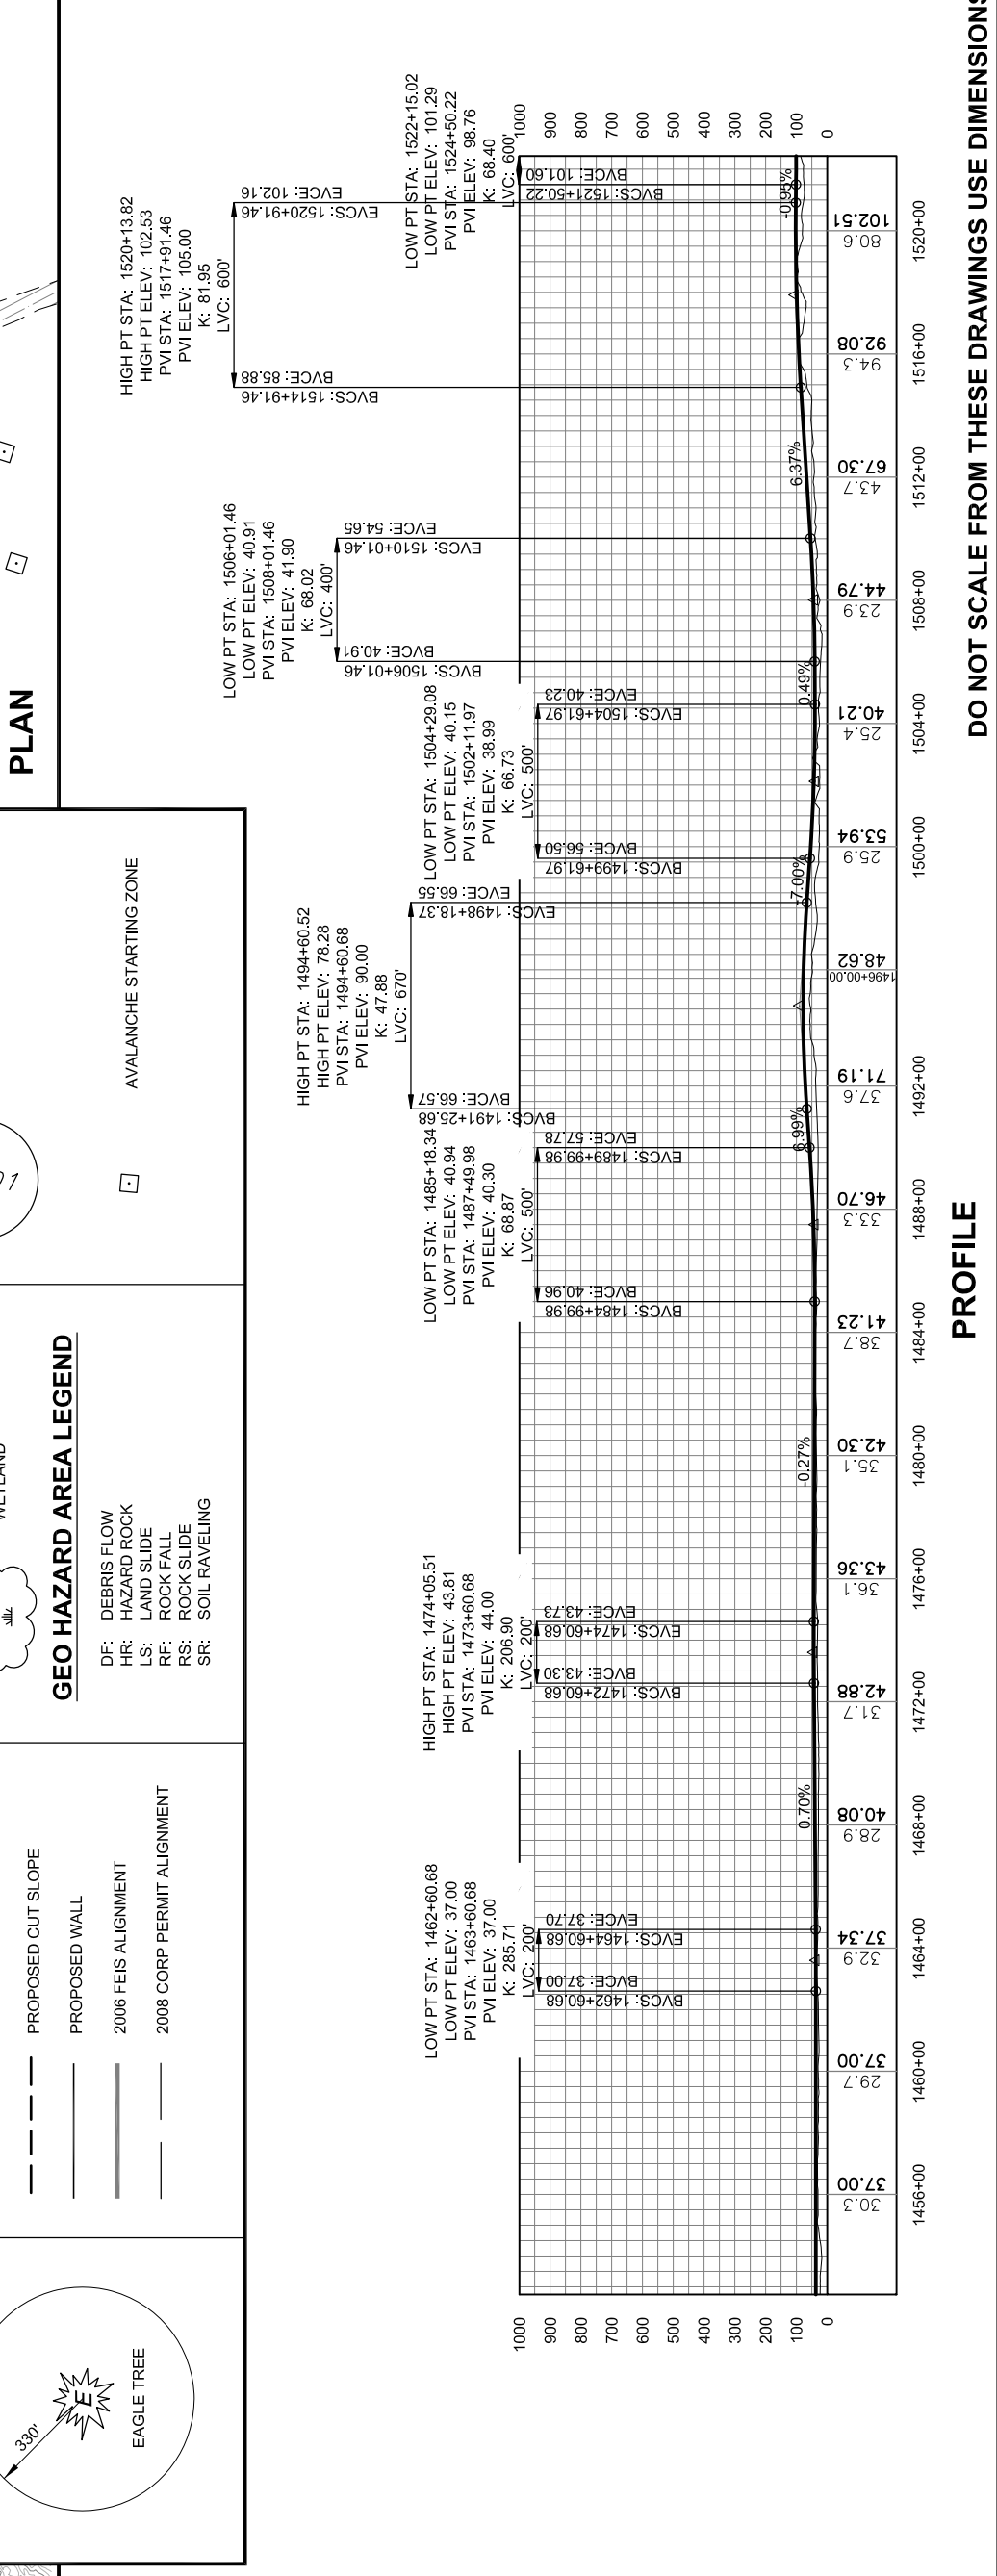 PLAN
330'
E
EAGLE TREE
PROPOSED CUT SLOPE
PROPOSED WALL
2006 FEIS ALIGNMENT
2008 CORP PERMIT ALIGNMENT
WETLAND
GEO HAZARD AREA LEGEND
DF: DEBRIS FLOW
HR: HAZARD ROCK
LS: LAND SLIDE
RF: ROCK FALL
RS: ROCK SLIDE
SR: SOIL RAVELING
AVALANCHE STARTING ZONE
LOW PT STA: 1462+60.68
LOW PT ELEV: 37.00
PVI STA: 1463+60.68
PVI ELEV: 37.00
K: 285.71
LVC: 200'
BVCS: 1462+60.68
BVCE: 37.00
EVCS: 1464+60.68
EVCE: 37.70
HIGH PT STA: 1474+05.51
HIGH PT ELEV: 43.81
PVI STA: 1473+60.68
PVI ELEV: 44.00
K: 206.90
LVC: 200'
BVCS: 1472+60.68
BVCE: 43.30
EVCS: 1474+60.68
EVCE: 43.73
LOW PT STA: 1485+18.34
LOW PT ELEV: 40.94
PVI STA: 1487+49.98
PVI ELEV: 40.30
K: 68.87
LVC: 500'
BVCS: 1484+99.98
BVCE: 40.96
EVCS: 1489+99.98
EVCE: 57.78
HIGH PT STA: 1494+60.52
HIGH PT ELEV: 78.28
PVI STA: 1494+60.68
PVI ELEV: 90.00
K: 47.88
LVC: 670'
BVCS: 1491+25.68
BVCE: 66.57
EVCS: 1498+18.37
EVCE: 66.55
LOW PT STA: 1504+29.08
LOW PT ELEV: 40.15
PVI STA: 1502+11.97
PVI ELEV: 38.99
K: 66.73
LVC: 500'
BVCS: 1499+61.97
BVCE: 56.50
EVCS: 1504+61.97
EVCE: 40.23
LOW PT STA: 1506+01.46
LOW PT ELEV: 40.91
PVI STA: 1508+01.46
PVI ELEV: 41.90
K: 68.02
LVC: 400'
BVCS: 1506+01.46
BVCE: 40.91
EVCS: 1510+01.46
EVCE: 54.65
HIGH PT STA: 1520+13.82
HIGH PT ELEV: 102.53
PVI STA: 1517+91.46
PVI ELEV: 105.00
K: 81.95
LVC: 600'
BVCS: 1514+91.46
BVCE: 85.88
EVCS: 1520+91.46
EVCE: 102.16
LOW PT STA: 1522+15.02
LOW PT ELEV: 101.29
PVI STA: 1524+50.22
PVI ELEV: 98.76
K: 68.40
LVC: 600'
BVCS: 1521+50.22
BVCE: 101.60
1000
900
800
700
600
500
400
300
200
100
0
1000
900
800
700
600
500
400
300
200
100
0
0.70%
-0.27%
6.99%
-7.00%
0.49%
6.37%
-0.95%
37.00
30.3
1456+00
37.00
29.7
1460+00
37.34
32.9
1464+00
40.08
28.9
1468+00
42.88
31.7
1472+00
43.36
36.1
1476+00
42.30
35.1
1480+00
41.23
38.7
1484+00
46.70
33.3
1488+00
71.19
37.6
1492+00
48.62
1496+00.00
53.94
25.9
1500+00
40.21
25.4
1504+00
44.79
23.9
1508+00
67.30
43.7
1512+00
92.08
94.3
1516+00
102.51
80.6
1520+00
PROFILE
DO NOT SCALE FROM THESE DRAWINGS USE DIMENSIONS